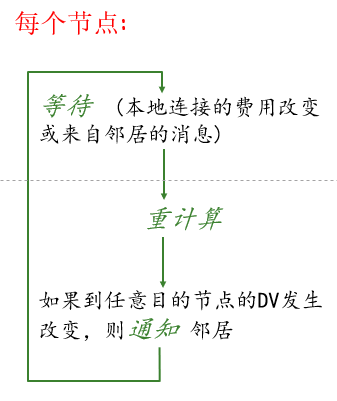 每个节点:
等待 (本地连接的费用改变
或来自邻居的消息)
重计算
如果到任意目的节点的DV发生
改变，则通知 邻居